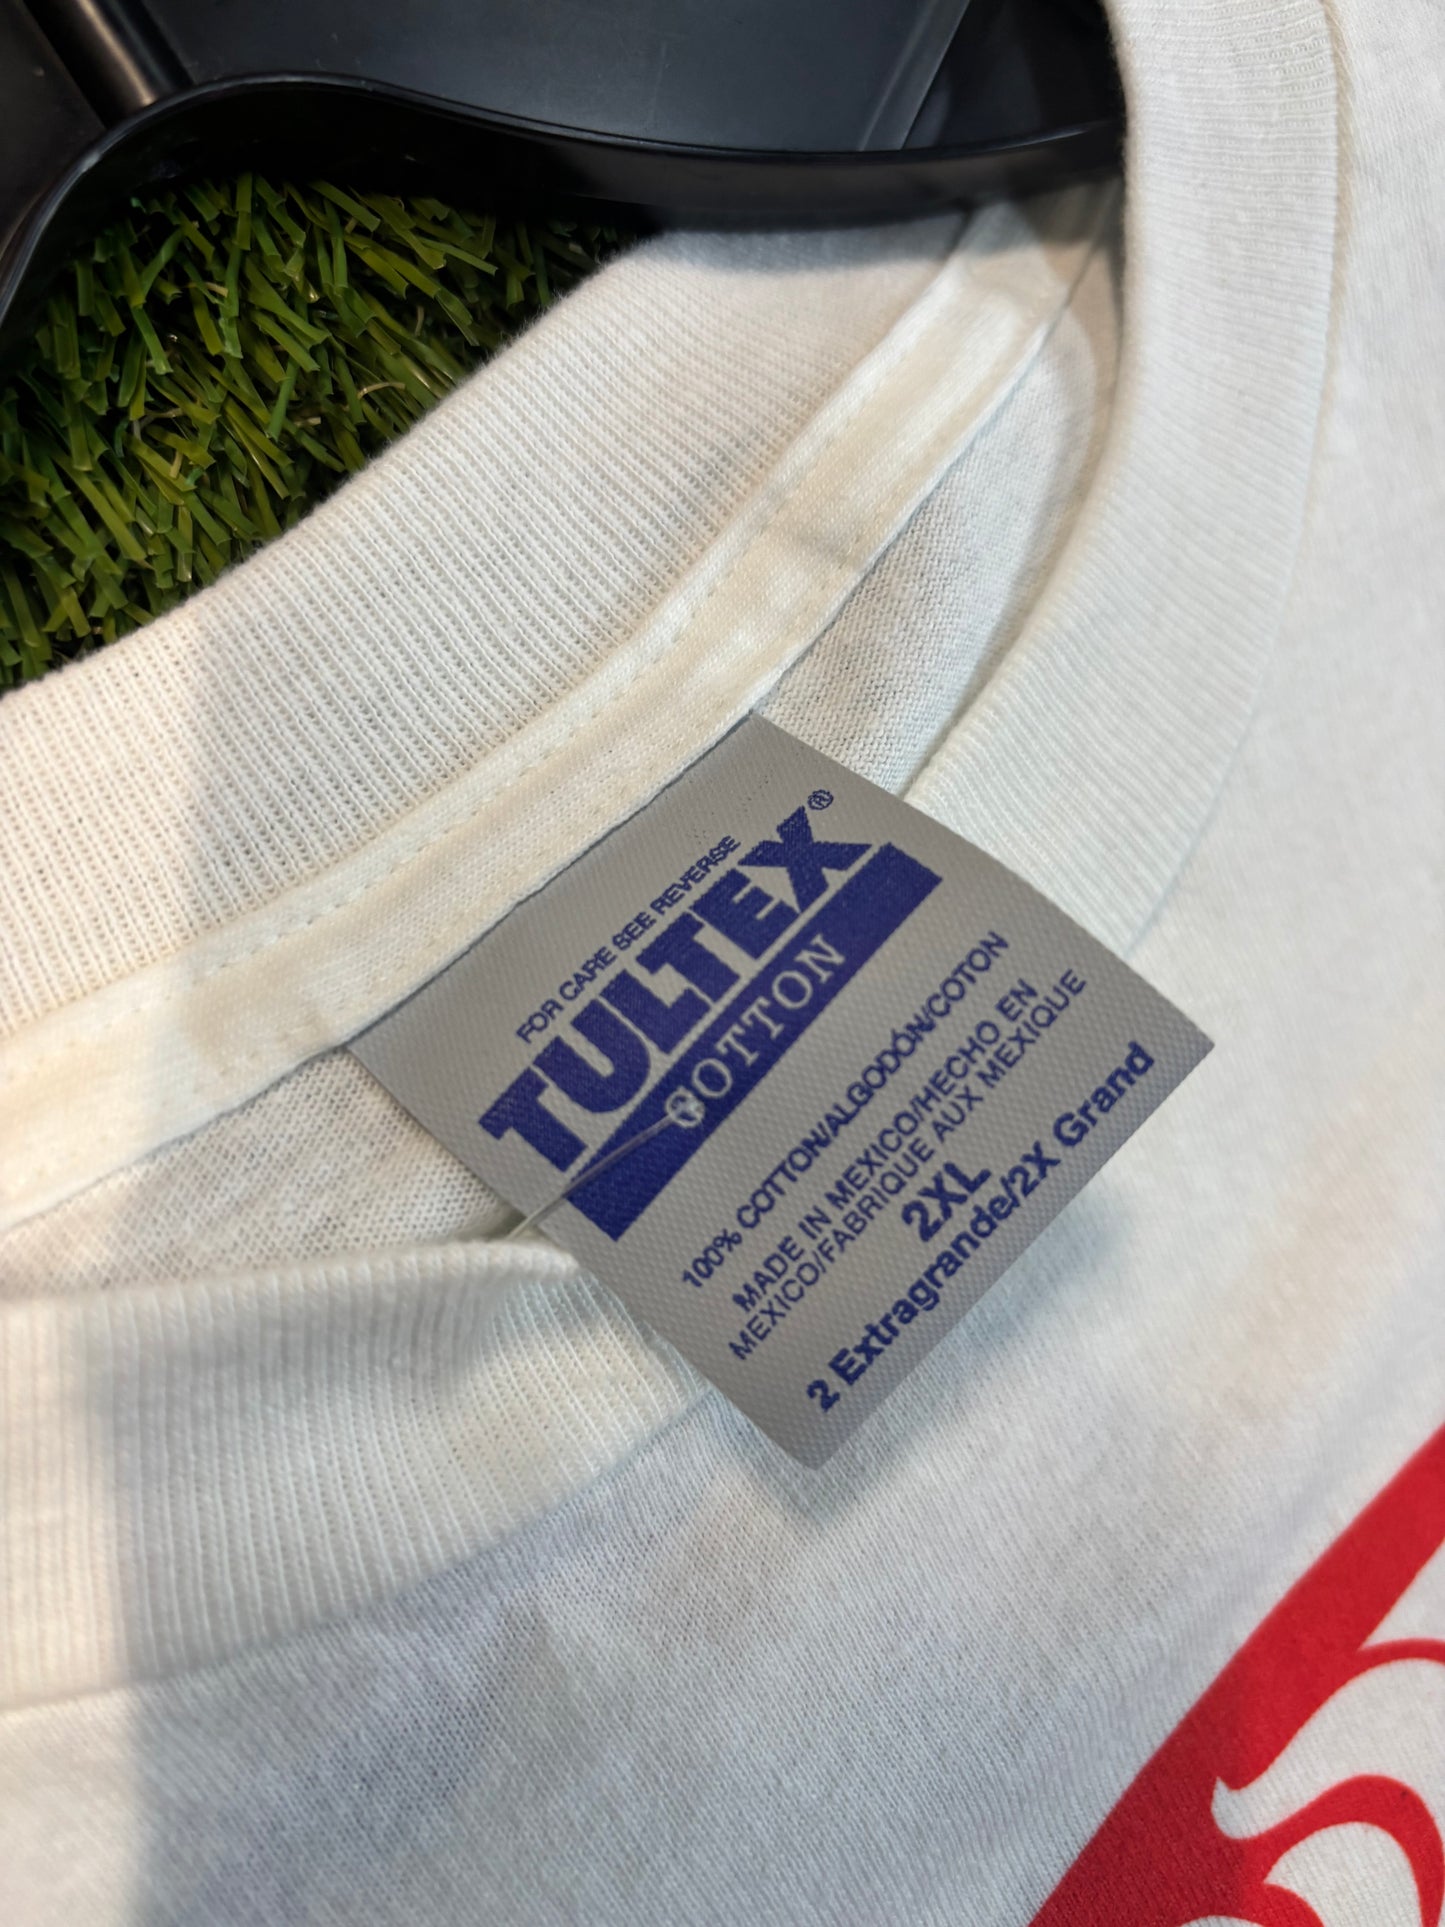 FOR CARE SEE REVERSE
TULTEX®
COTTON
100% COTTON/ALGODÓN/COTON
MADE IN MEXICO/HECHO EN
MEXICO/FABRIQUE AUX MEXIQUE
2XL
2 Extragrande/2X Grand